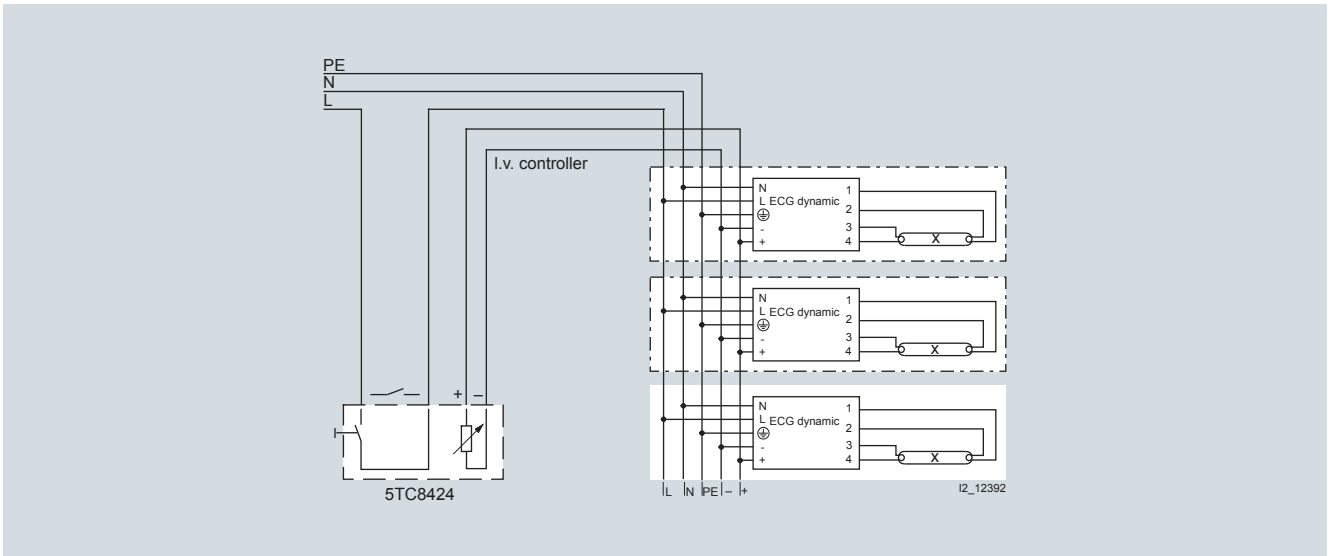 PE
N
L
l.v. controller
N
L ECG dynamic
-
+
1
2
3
4
X
N
L ECG dynamic
-
+
1
2
3
4
X
N
L ECG dynamic
-
+
1
2
3
4
X
+ –
5TC8424
L N PE – +
I2_12392